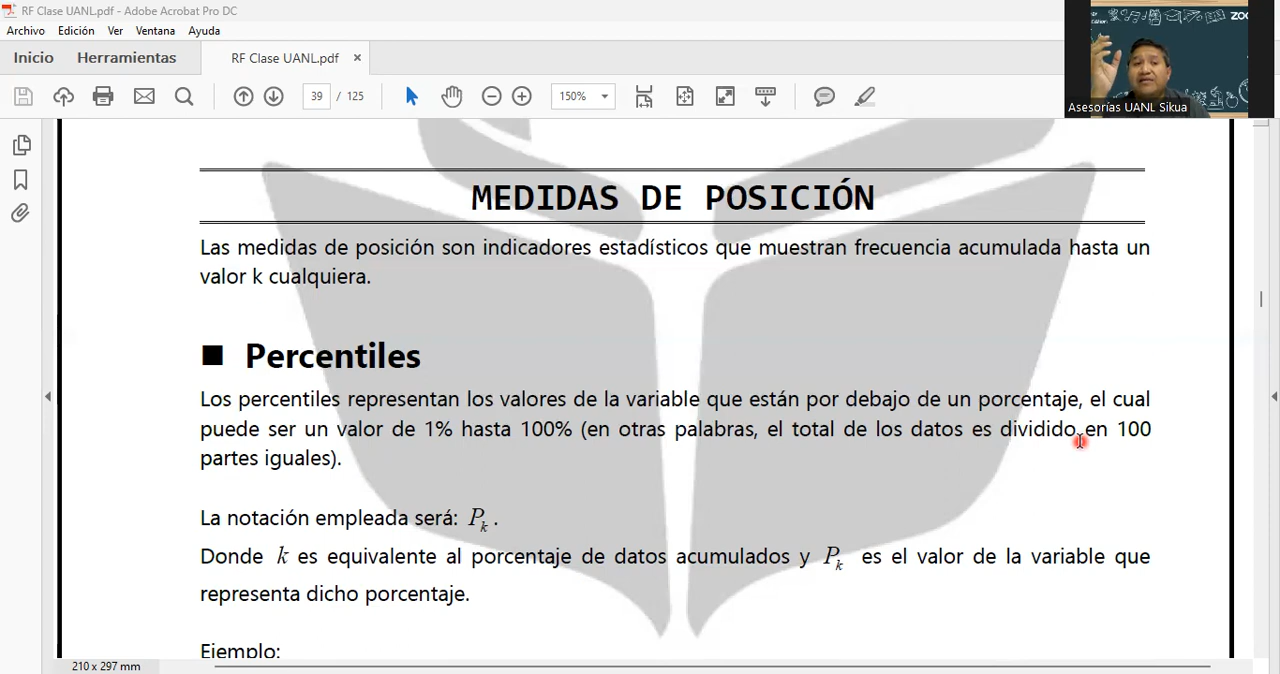 RF Clase UANL.pdf - Adobe Acrobat Pro DC
Archivo Edición Ver Ventana Ayuda
Inicio Herramientas RF Clase UANL.pdf ×
39 / 125 150%
ZOO
Asesorías UANL Sikua
MEDIDAS DE POSICIÓN
Las medidas de posición son indicadores estadísticos que muestran frecuencia acumulada hasta un
valor k cualquiera.
■ Percentiles
Los percentiles representan los valores de la variable que están por debajo de un porcentaje, el cual
puede ser un valor de 1% hasta 100% (en otras palabras, el total de los datos es dividido en 100
partes iguales).
La notación empleada será: Pk.
Donde k es equivalente al porcentaje de datos acumulados y Pk es el valor de la variable que
representa dicho porcentaje.
Ejemplo:
210 x 297 mm